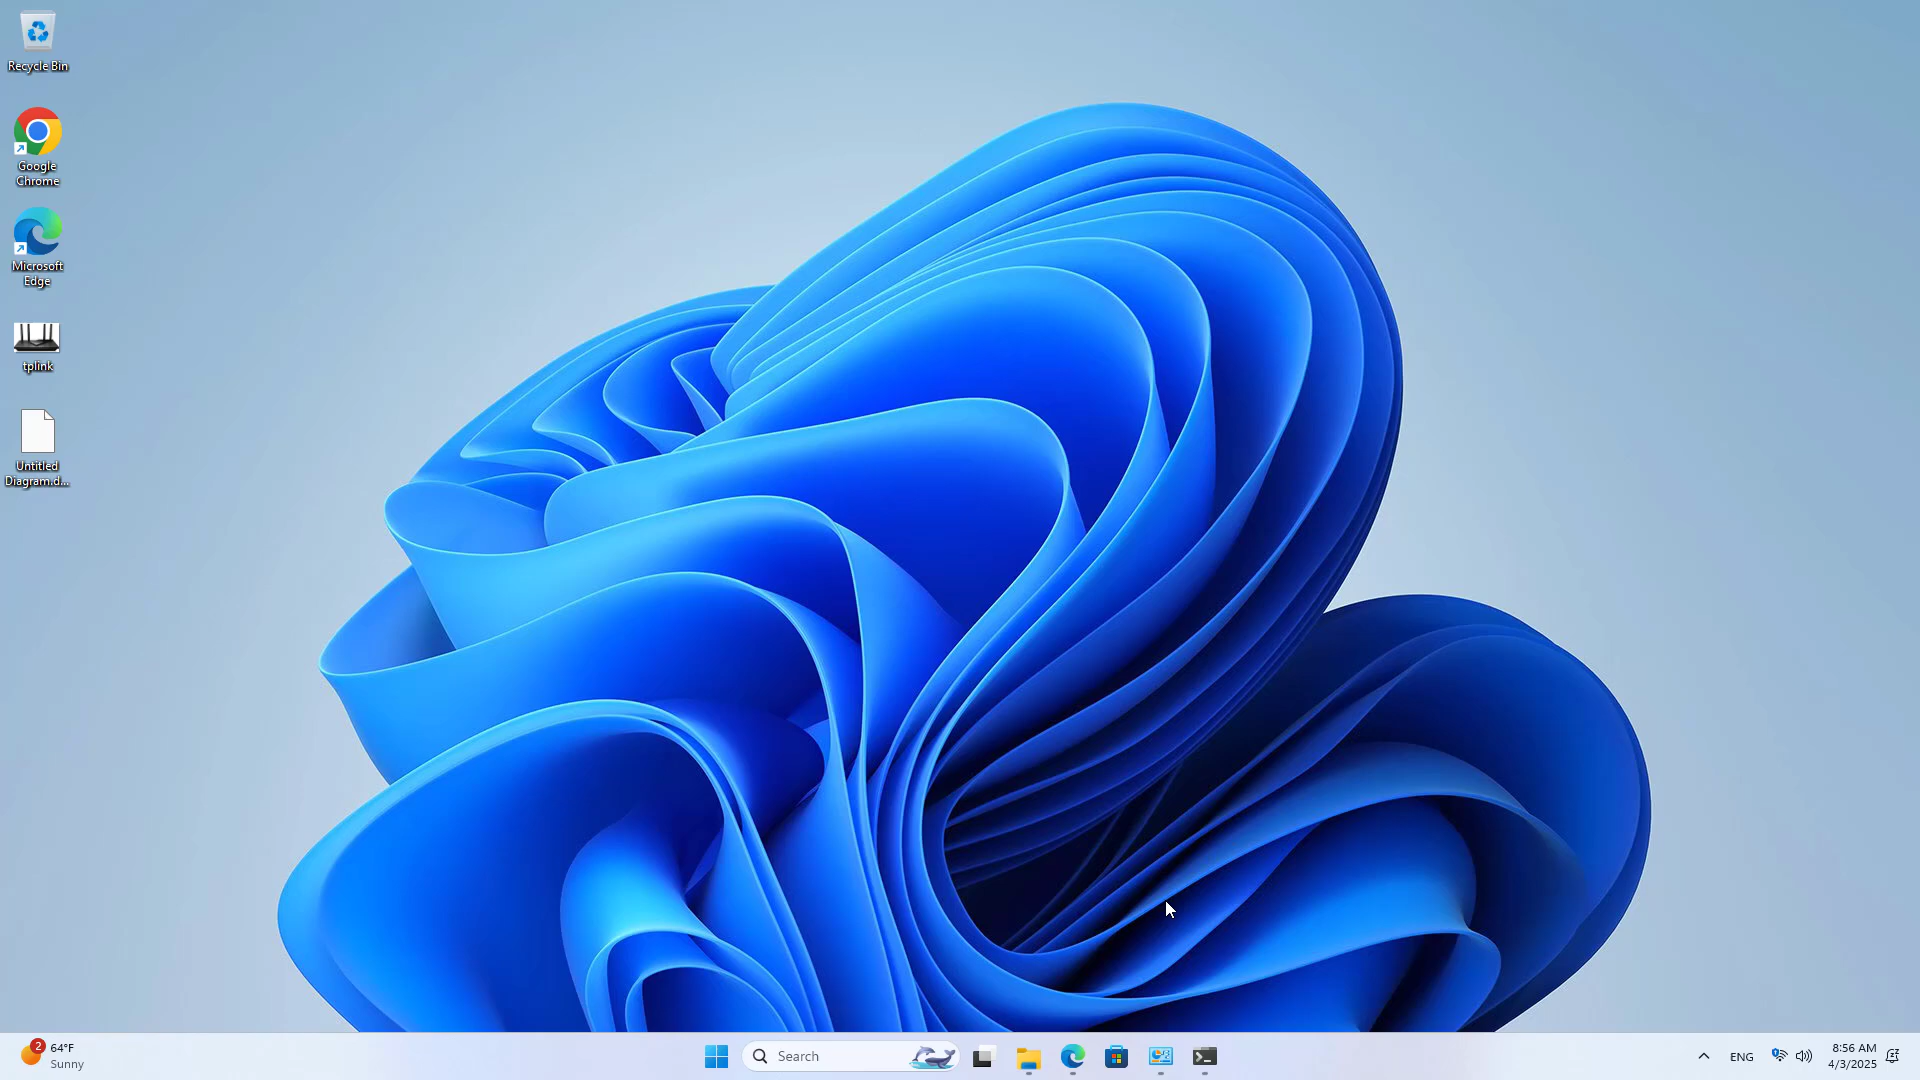 Recycle Bin
Google
Chrome
Microsoft
Edge
tplink
Untitled
Diagram.d...
2
64°F
Sunny
Search
ENG
8:56 AM
4/3/2025